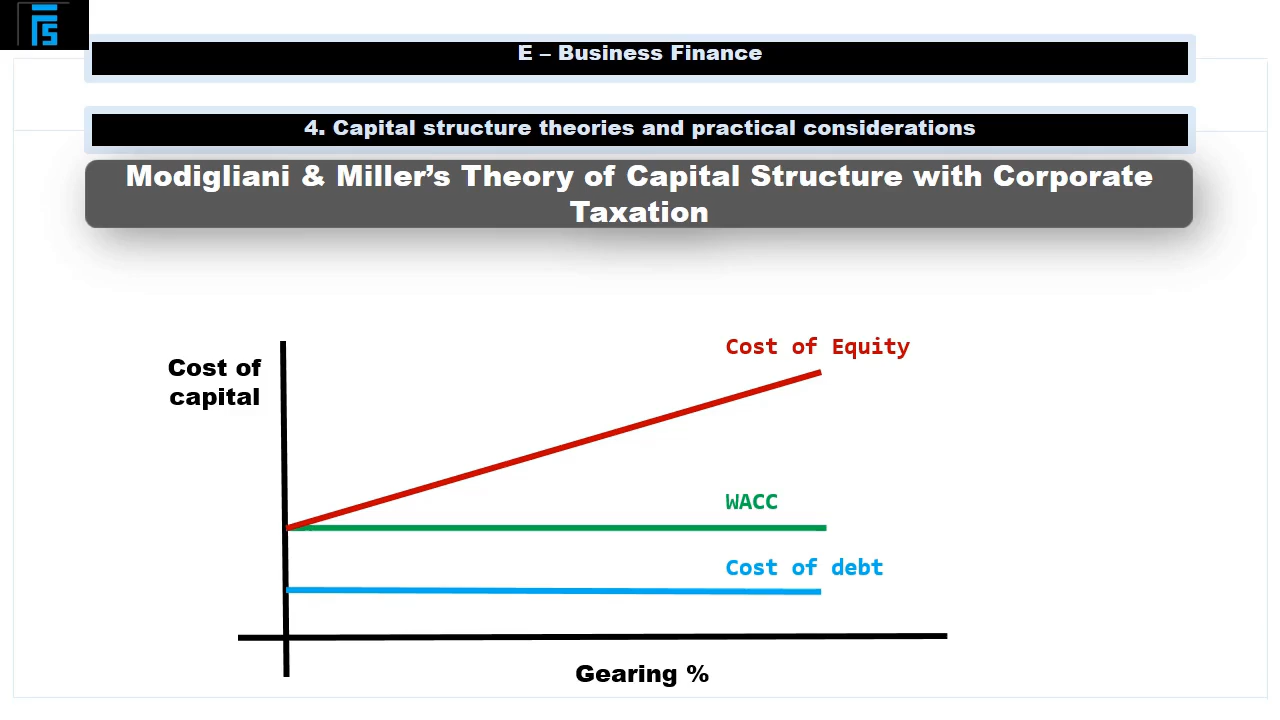 E – Business Finance
4. Capital structure theories and practical considerations
Modigliani & Miller’s Theory of Capital Structure with Corporate
Taxation
Cost of Equity
Cost of
capital
WACC
Cost of debt
Gearing %